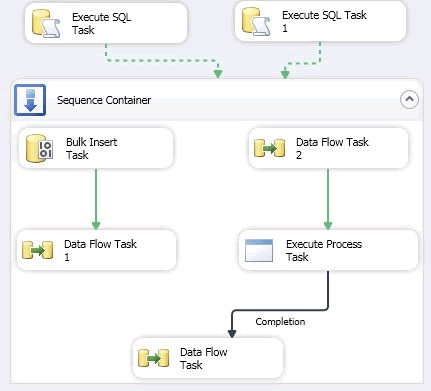 Execute SQL
Task
Execute SQL Task
1
Sequence Container
Bulk Insert
Task
Data Flow Task
2
Data Flow Task
1
Execute Process
Task
Completion
Data Flow
Task